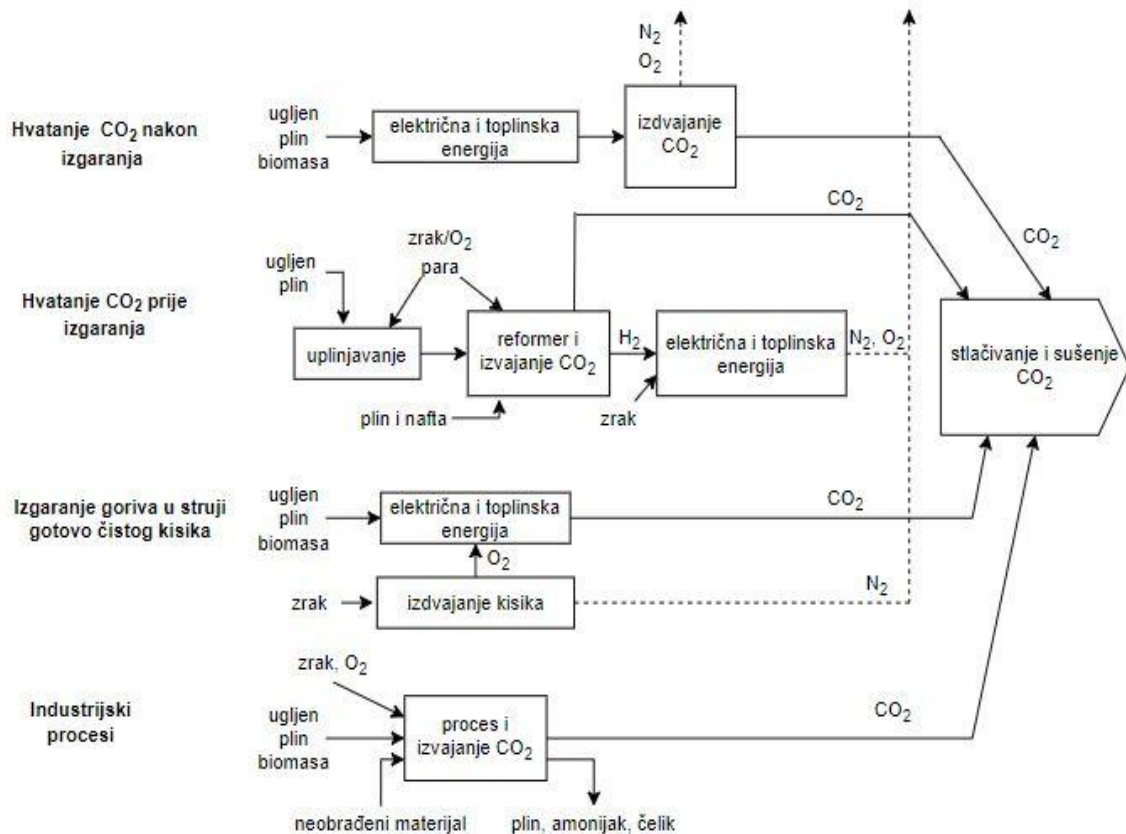 N2
O2
Hvatanje CO2 nakon
izgaranja
ugljen
plin
biomasa
električna i toplinska
energija
izdvajanje
CO2
CO2
CO2
Hvatanje CO2 prije
izgaranja
ugljen
plin
zrak/O2
para
uplinjavanje
reformer i
izvajanje CO2
H2
električna i toplinska
energija
N2, O2
plin i nafta
zrak
stlačivanje i sušenje
CO2
Izgaranje goriva u struji
gotovo čistog kisika
ugljen
plin
biomasa
električna i toplinska
energija
CO2
O2
zrak
izdvajanje kisika
N2
Industrijski
procesi
zrak, O2
ugljen
plin
biomasa
proces i
izvajanje CO2
CO2
neobrađeni materijal
plin, amonijak, čelik